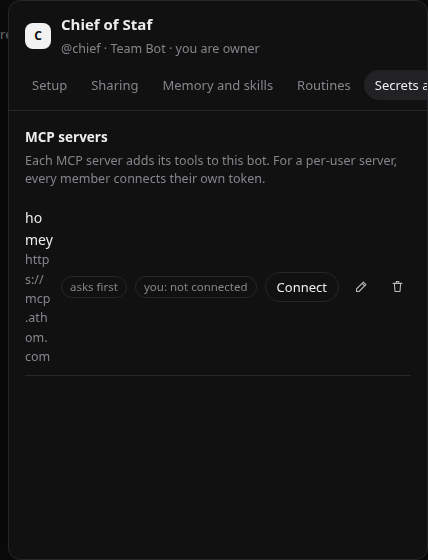 re
C
Chief of Staf
@chief · Team Bot · you are owner
Setup Sharing Memory and skills Routines Secrets a
MCP servers
Each MCP server adds its tools to this bot. For a per-user server,
every member connects their own token.
ho
mey
http
s://
mcp
.ath
om.
com
asks first you: not connected Connect